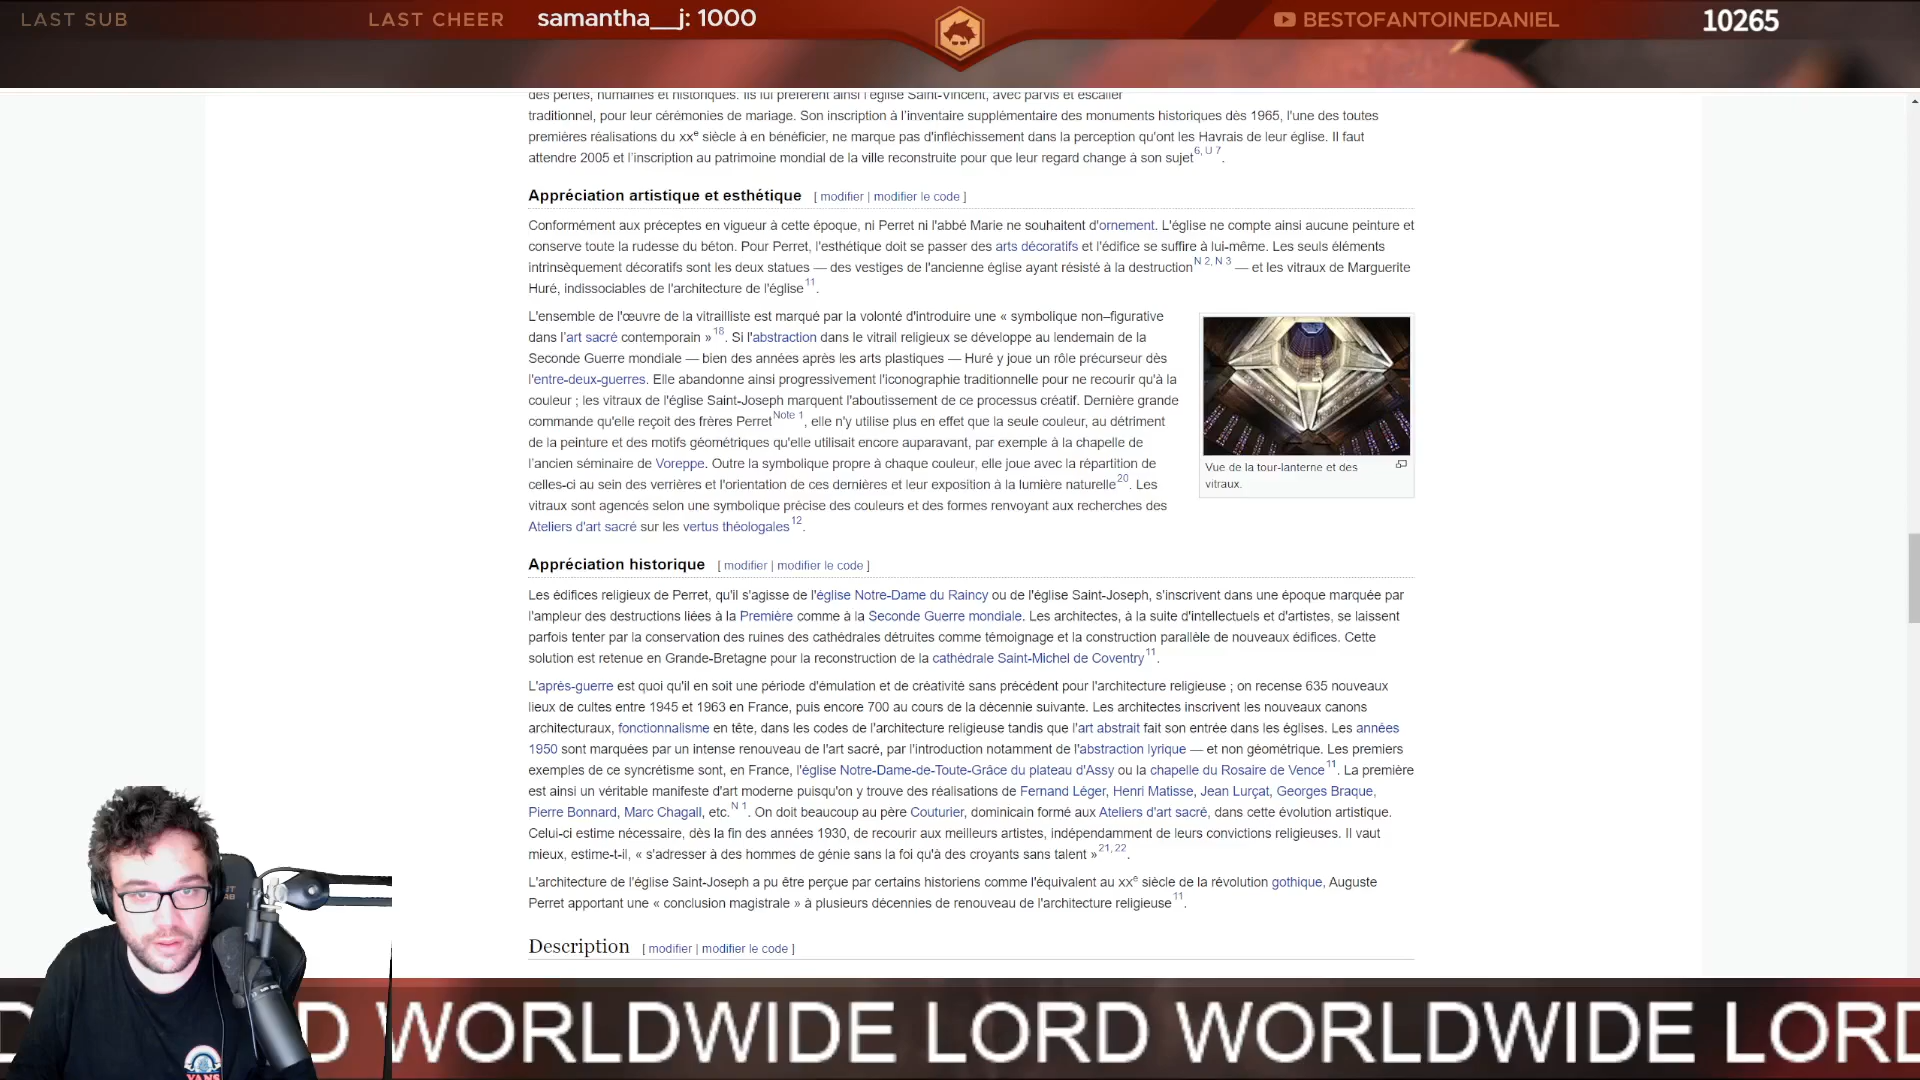 LAST SUB
LAST CHEER samantha__j: 1000
BESTOFANTOINEDANIEL
10265
des pertes, humaines et historiques. Ils lui préfèrent ainsi l'église Saint-Vincent, avec parvis et escalier
traditionnel, pour leur cérémonies de mariage. Son inscription à l'inventaire supplémentaire des monuments historiques dès 1965, l'une des toutes
premières réalisations du XXe siècle à en bénéficier, ne marque pas d'infléchissement dans la perception qu'ont les Havrais de leur église. Il faut
attendre 2005 et l'inscription au patrimoine mondial de la ville reconstruite pour que leur regard change à son sujet6, U 7.
Appréciation artistique et esthétique [ modifier | modifier le code ]
Conformément aux préceptes en vigueur à cette époque, ni Perret ni l'abbé Marie ne souhaitent d'ornement. L'église ne compte ainsi aucune peinture et
conserve toute la rudesse du béton. Pour Perret, l'esthétique doit se passer des arts décoratifs et l'édifice se suffire à lui-même. Les seuls éléments
intrinsèquement décoratifs sont les deux statues — des vestiges de l'ancienne église ayant résisté à la destructionN 2, N 3 — et les vitraux de Marguerite
Huré, indissociables de l'architecture de l'église11.
L'ensemble de l'œuvre de la vitrailliste est marqué par la volonté d'introduire une « symbolique non–figurative
dans l'art sacré contemporain »18. Si l'abstraction dans le vitrail religieux se développe au lendemain de la
Seconde Guerre mondiale — bien des années après les arts plastiques — Huré y joue un rôle précurseur dès
l'entre-deux-guerres. Elle abandonne ainsi progressivement l'iconographie traditionnelle pour ne recourir qu'à la
couleur ; les vitraux de l'église Saint-Joseph marquent l'aboutissement de ce processus créatif. Dernière grande
commande qu'elle reçoit des frères PerretNote 1, elle n'y utilise plus en effet que la seule couleur, au détriment
de la peinture et des motifs géométriques qu'elle utilisait encore auparavant, par exemple à la chapelle de
l'ancien séminaire de Voreppe. Outre la symbolique propre à chaque couleur, elle joue avec la répartition de
celles-ci au sein des verrières et l'orientation de ces dernières et leur exposition à la lumière naturelle20. Les
vitraux sont agencés selon une symbolique précise des couleurs et des formes renvoyant aux recherches des
Ateliers d'art sacré sur les vertus théologales12.
Vue de la tour-lanterne et des
vitraux.
Appréciation historique [ modifier | modifier le code ]
Les édifices religieux de Perret, qu'il s'agisse de l'église Notre-Dame du Raincy ou de l'église Saint-Joseph, s'inscrivent dans une époque marquée par
l'ampleur des destructions liées à la Première comme à la Seconde Guerre mondiale. Les architectes, à la suite d'intellectuels et d'artistes, se laissent
parfois tenter par la conservation des ruines des cathédrales détruites comme témoignage et la construction parallèle de nouveaux édifices. Cette
solution est retenue en Grande-Bretagne pour la reconstruction de la cathédrale Saint-Michel de Coventry11.
L'après-guerre est quoi qu'il en soit une période d'émulation et de créativité sans précédent pour l'architecture religieuse ; on recense 635 nouveaux
lieux de cultes entre 1945 et 1963 en France, puis encore 700 au cours de la décennie suivante. Les architectes inscrivent les nouveaux canons
architecturaux, fonctionnalisme en tête, dans les codes de l'architecture religieuse tandis que l'art abstrait fait son entrée dans les églises. Les années
1950 sont marquées par un intense renouveau de l'art sacré, par l'introduction notamment de l'abstraction lyrique — et non géométrique. Les premiers
exemples de ce syncrétisme sont, en France, l'église Notre-Dame-de-Toute-Grâce du plateau d'Assy ou la chapelle du Rosaire de Vence11. La première
est ainsi un véritable manifeste d'art moderne puisqu'on y trouve des réalisations de Fernand Léger, Henri Matisse, Jean Lurçat, Georges Braque,
Pierre Bonnard, Marc Chagall, etc.N 1. On doit beaucoup au père Couturier, dominicain formé aux Ateliers d'art sacré, dans cette évolution artistique.
Celui-ci estime nécessaire, dès la fin des années 1930, de recourir aux meilleurs artistes, indépendamment de leurs convictions religieuses. Il vaut
mieux, estime-t-il, « s'adresser à des hommes de génie sans la foi qu'à des croyants sans talent »21, 22.
L'architecture de l'église Saint-Joseph a pu être perçue par certains historiens comme l'équivalent au XXe siècle de la révolution gothique, Auguste
Perret apportant une « conclusion magistrale » à plusieurs décennies de renouveau de l'architecture religieuse11.
Description [ modifier | modifier le code ]
D WORLDWIDE LORD WORLDWIDE LORD
VANS